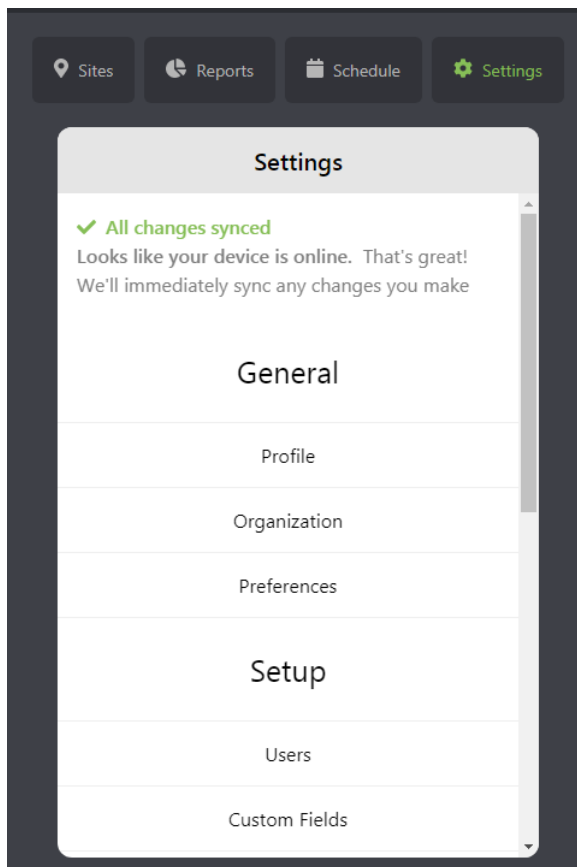 Sites Reports Schedule Settings
Settings
All changes synced
Looks like your device is online. That's great!
We'll immediately sync any changes you make
General
Profile
Organization
Preferences
Setup
Users
Custom Fields